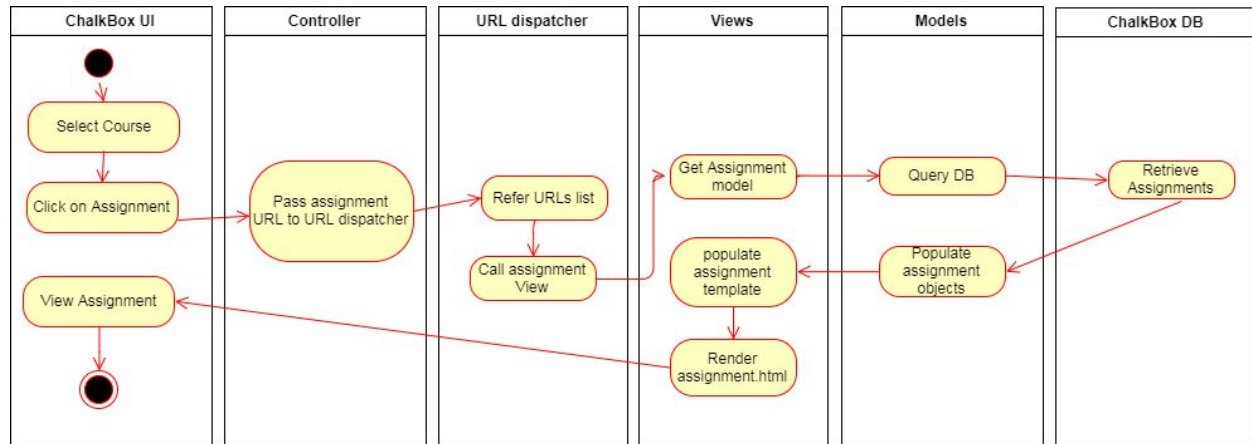 ChalkBox UI
Controller
URL dispatcher
Views
Models
ChalkBox DB
Select Course
Click on Assignment
View Assignment
Pass assignment
URL to URL dispatcher
Refer URLs list
Call assignment
View
Get Assignment
model
populate
assignment
template
Render
assignment.html
Query DB
Populate
assignment
objects
Retrieve
Assignments